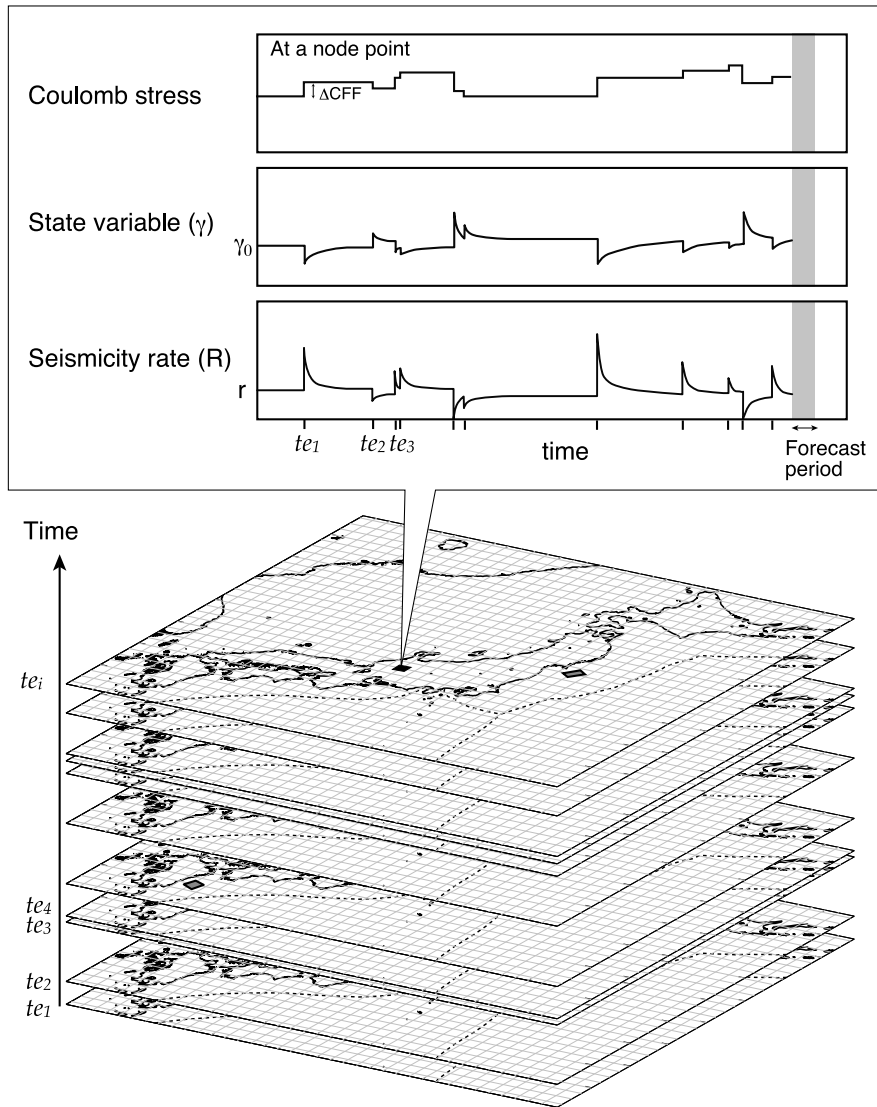 At a node point
Coulomb stress
ΔCFF
State variable (γ)
γ0
Seismicity rate (R)
r
te1
te2
te3
time
Forecast
period
Time
tei
te4
te3
te2
te1